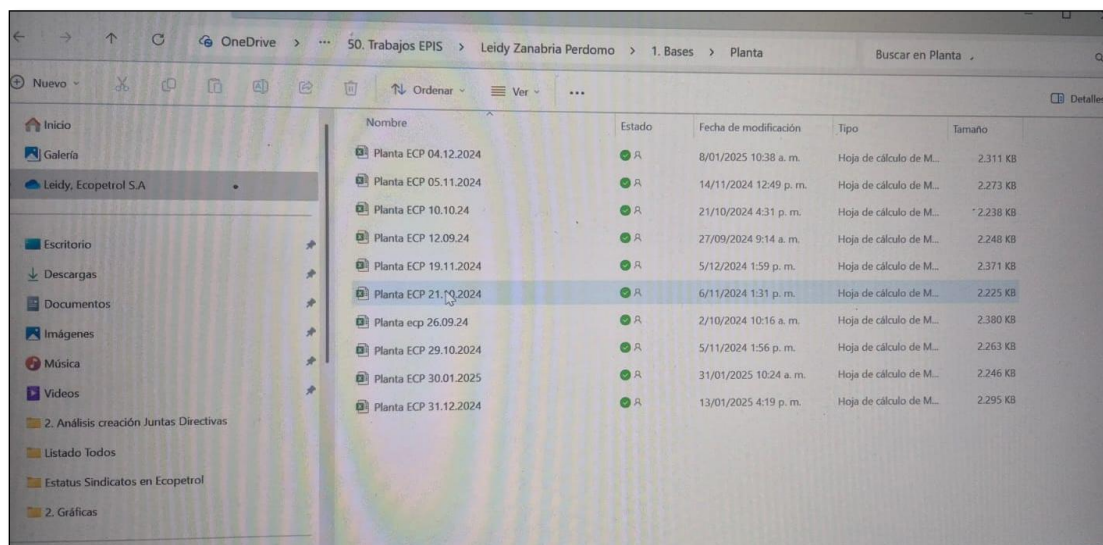 OneDrive > ... 50. Trabajos EPIS > Leidy Zanabria Perdomo > 1. Bases > Planta
Buscar en Planta
Nuevo
Ordenar
Ver
...
Detalles
Inicio
Galería
Leidy, Ecopetrol S.A
Escritorio
Descargas
Documentos
Imágenes
Música
Videos
2. Análisis creación Juntas Directivas
Listado Todos
Estatus Sindicatos en Ecopetrol
2. Gráficas
Nombre Estado Fecha de modificación Tipo Tamaño
Planta ECP 04.12.2024 8/01/2025 10:38 a. m. Hoja de cálculo de M... 2.311 KB
Planta ECP 05.11.2024 14/11/2024 12:49 p. m. Hoja de cálculo de M... 2.273 KB
Planta ECP 10.10.24 21/10/2024 4:31 p. m. Hoja de cálculo de M... 2.238 KB
Planta ECP 12.09.24 27/09/2024 9:14 a. m. Hoja de cálculo de M... 2.248 KB
Planta ECP 19.11.2024 5/12/2024 1:59 p. m. Hoja de cálculo de M... 2.371 KB
Planta ECP 21.10.2024 6/11/2024 1:31 p. m. Hoja de cálculo de M... 2.225 KB
Planta ecp 26.09.24 2/10/2024 10:16 a. m. Hoja de cálculo de M... 2.380 KB
Planta ECP 29.10.2024 5/11/2024 1:56 p. m. Hoja de cálculo de M... 2.263 KB
Planta ECP 30.01.2025 31/01/2025 10:24 a. m. Hoja de cálculo de M... 2.246 KB
Planta ECP 31.12.2024 13/01/2025 4:19 p. m. Hoja de cálculo de M... 2.295 KB